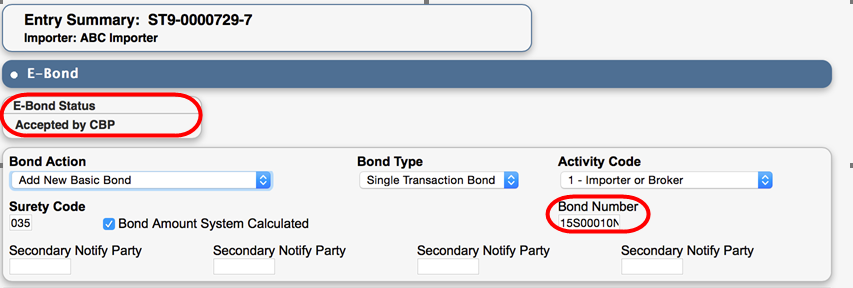 Entry Summary: ST9-0000729-7
Importer: ABC Importer
E-Bond
E-Bond Status
Accepted by CBP
Bond Action Bond Type Activity Code
Add New Basic Bond Single Transaction Bond 1 - Importer or Broker
Surety Code Bond Number
035 Bond Amount System Calculated 15S00010
Secondary Notify Party Secondary Notify Party Secondary Notify Party Secondary Notify Party